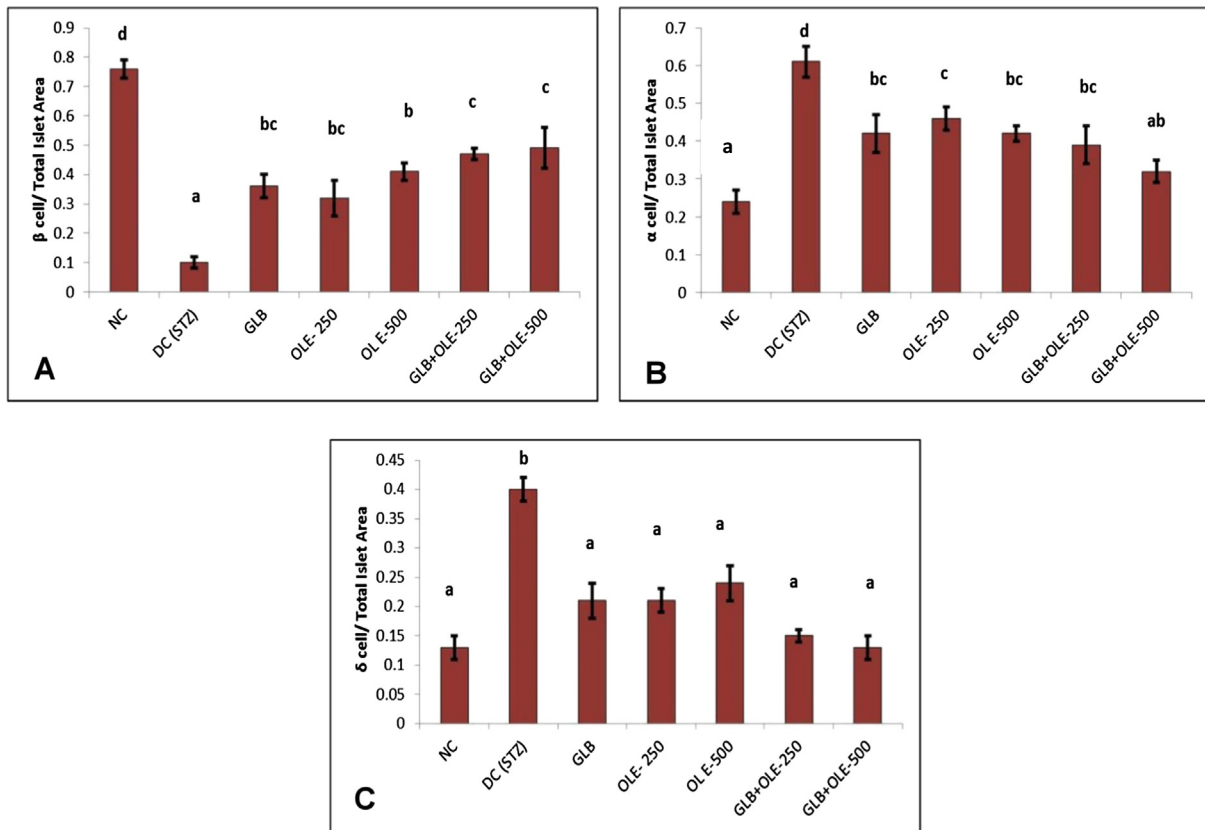 A
β cell/ Total Islet Area
0.9
0.8
0.7
0.6
0.5
0.4
0.3
0.2
0.1
0
d
a
bc
bc
b
c
c
NC
DC (STZ)
GLB
OLE- 250
OL E-500
GLB+OLE-250
GLB+OLE-500
B
α cell/ Total Islet Area
0.7
0.6
0.5
0.4
0.3
0.2
0.1
0
a
d
bc
c
bc
bc
ab
NC
DC (STZ)
GLB
OLE- 250
OL E-500
GLB+OLE-250
GLB+OLE-500
C
δ cell/ Total Islet Area
0.45
0.4
0.35
0.3
0.25
0.2
0.15
0.1
0.05
0
a
b
a
a
a
a
a
NC
DC (STZ)
GLB
OLE- 250
OL E-500
GLB+OLE-250
GLB+OLE-500